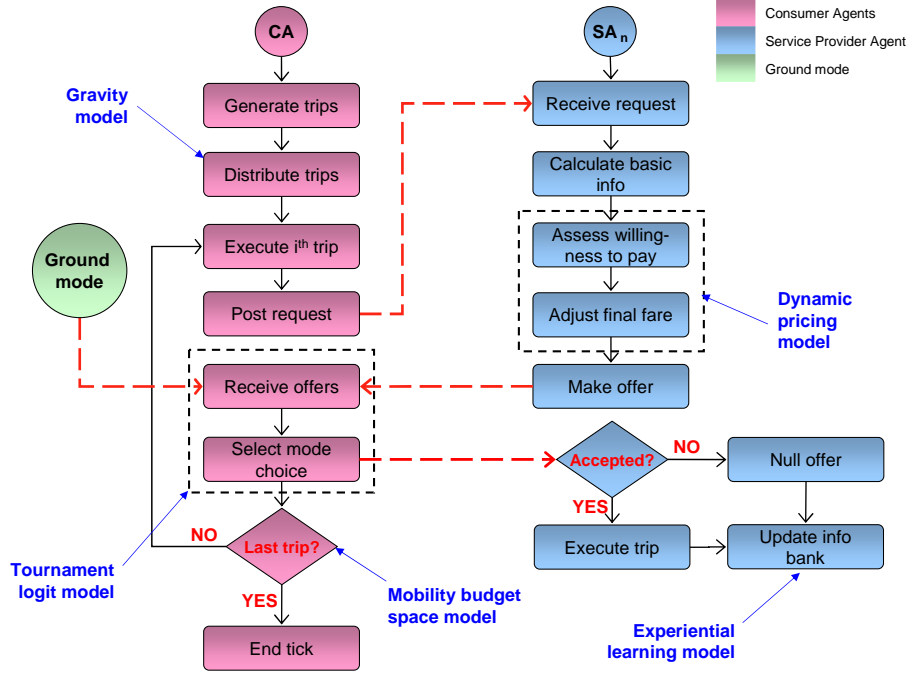 CA
SA n
Consumer Agents
Service Provider Agent
Ground mode
Gravity
model
Generate trips
Receive request
Distribute trips
Calculate basic
info
Execute ith trip
Assess willing-
ness to pay
Ground
mode
Post request
Adjust final fare
Dynamic
pricing
model
Receive offers
Make offer
Select mode
choice
Accepted?
NO
Null offer
YES
NO
Last trip?
Execute trip
Update info
bank
Tournament
logit model
Mobility budget
space model
YES
End tick
Experiential
learning model